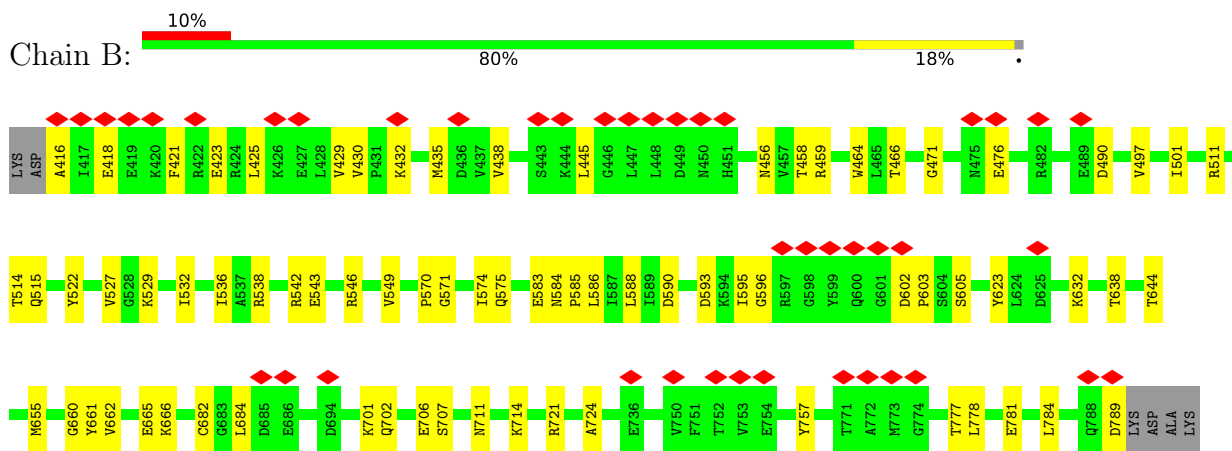 10%
Chain B:
80% 18% •
LYS ASP A416 I417 E418 E419 K420 F421 R422 E423 R424 L425 K426 E427 L428 V429 V430 P431 K432 M435 D436 V437 V438 S443 K444 L445 G446 L447 L448 D449 N450 H451 N456 V457 T458 R459 W464 L465 T466 G471 N475 E476 R482 E489 D490 V497 I501 R511
T514 Q515 Y522 V527 G528 K529 I532 I536 A537 R538 R542 E543 R546 V549 P570 G571 I574 Q575 E583 N584 P585 L586 I587 L588 I589 D590 D593 K594 I595 G596 R597 G598 Y599 Q600 G601 D602 P603 S604 S605 Y623 L624 D625 K632 T638 T644
M655 G660 Y661 V662 E665 K666 C682 G683 L684 D685 E686 D694 K701 Q702 E706 S707 N711 K714 R721 A724 E736 V750 F751 T752 V753 E754 Y757 T771 A772 M773 G774 T777 L778 E781 L784 Q788 D789 LYS ASP ALA LYS